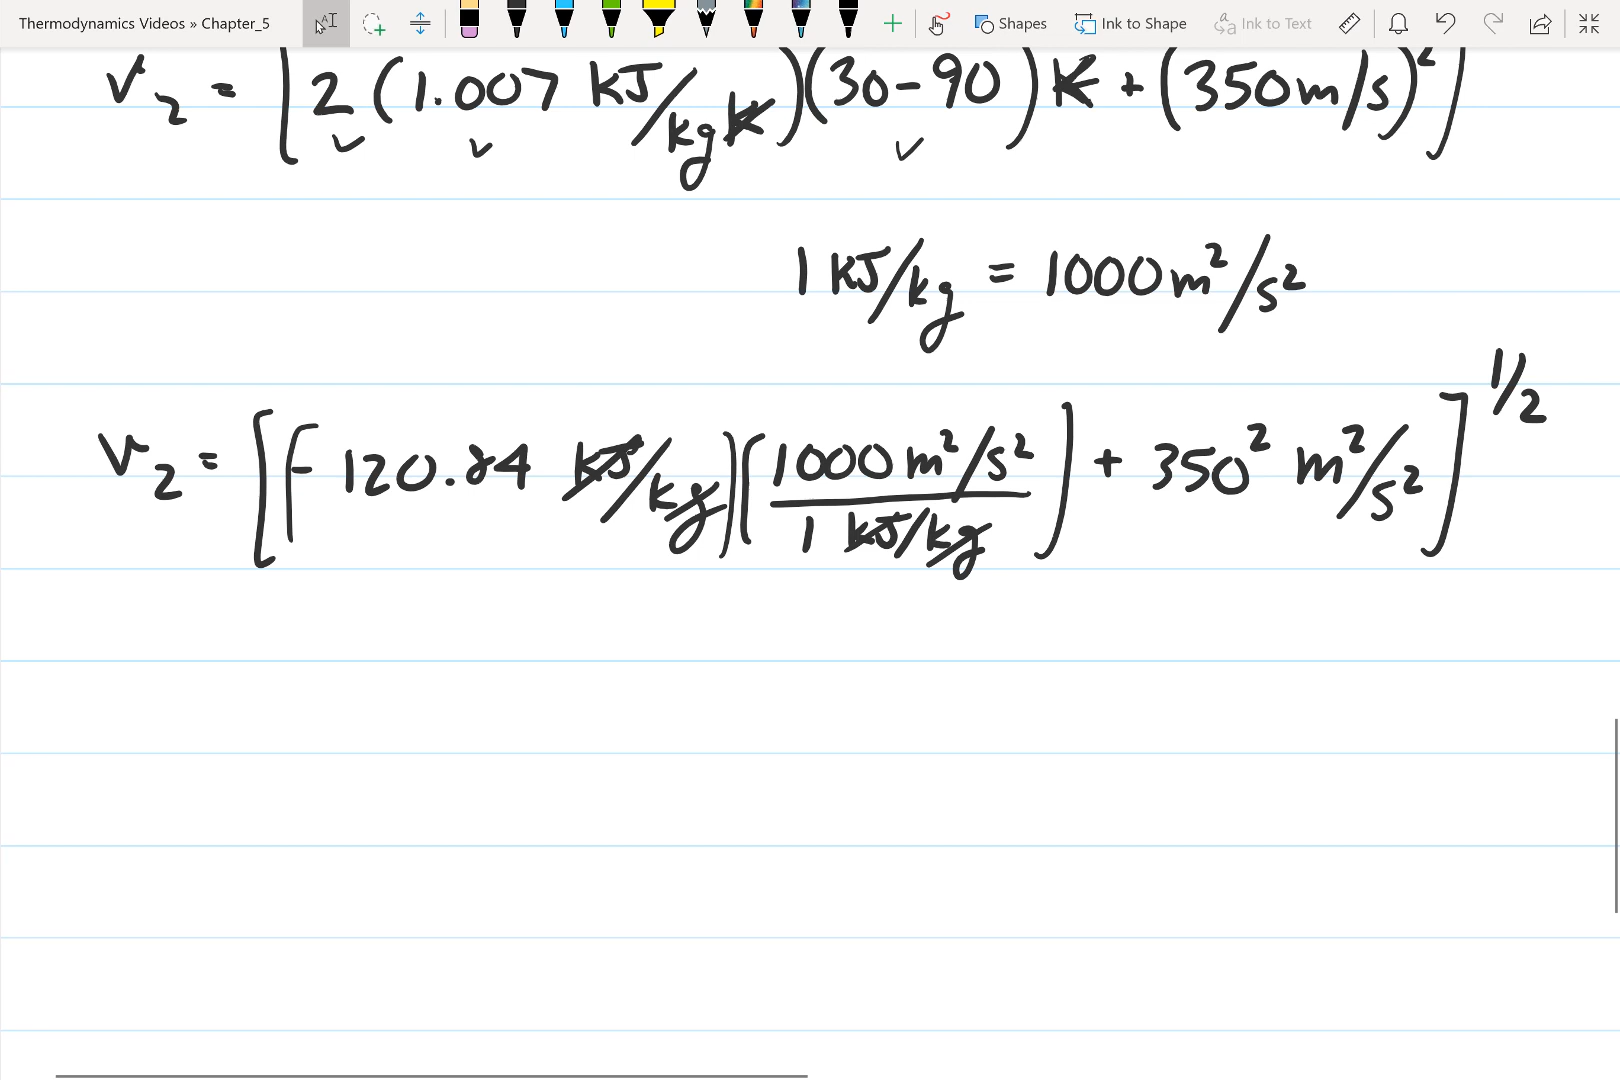 Thermodynamics Videos » Chapter_5 Shapes Ink to Shape Ink to Text
V₂ = [2 (1.007 kJ/kgK)(30-90)K + (350m/s)²]
1 kJ/kg = 1000 m²/s²
V₂ = [(-120.84 kJ/kg)(1000 m²/s² / 1 kJ/kg) + 350² m²/s²]^1/2